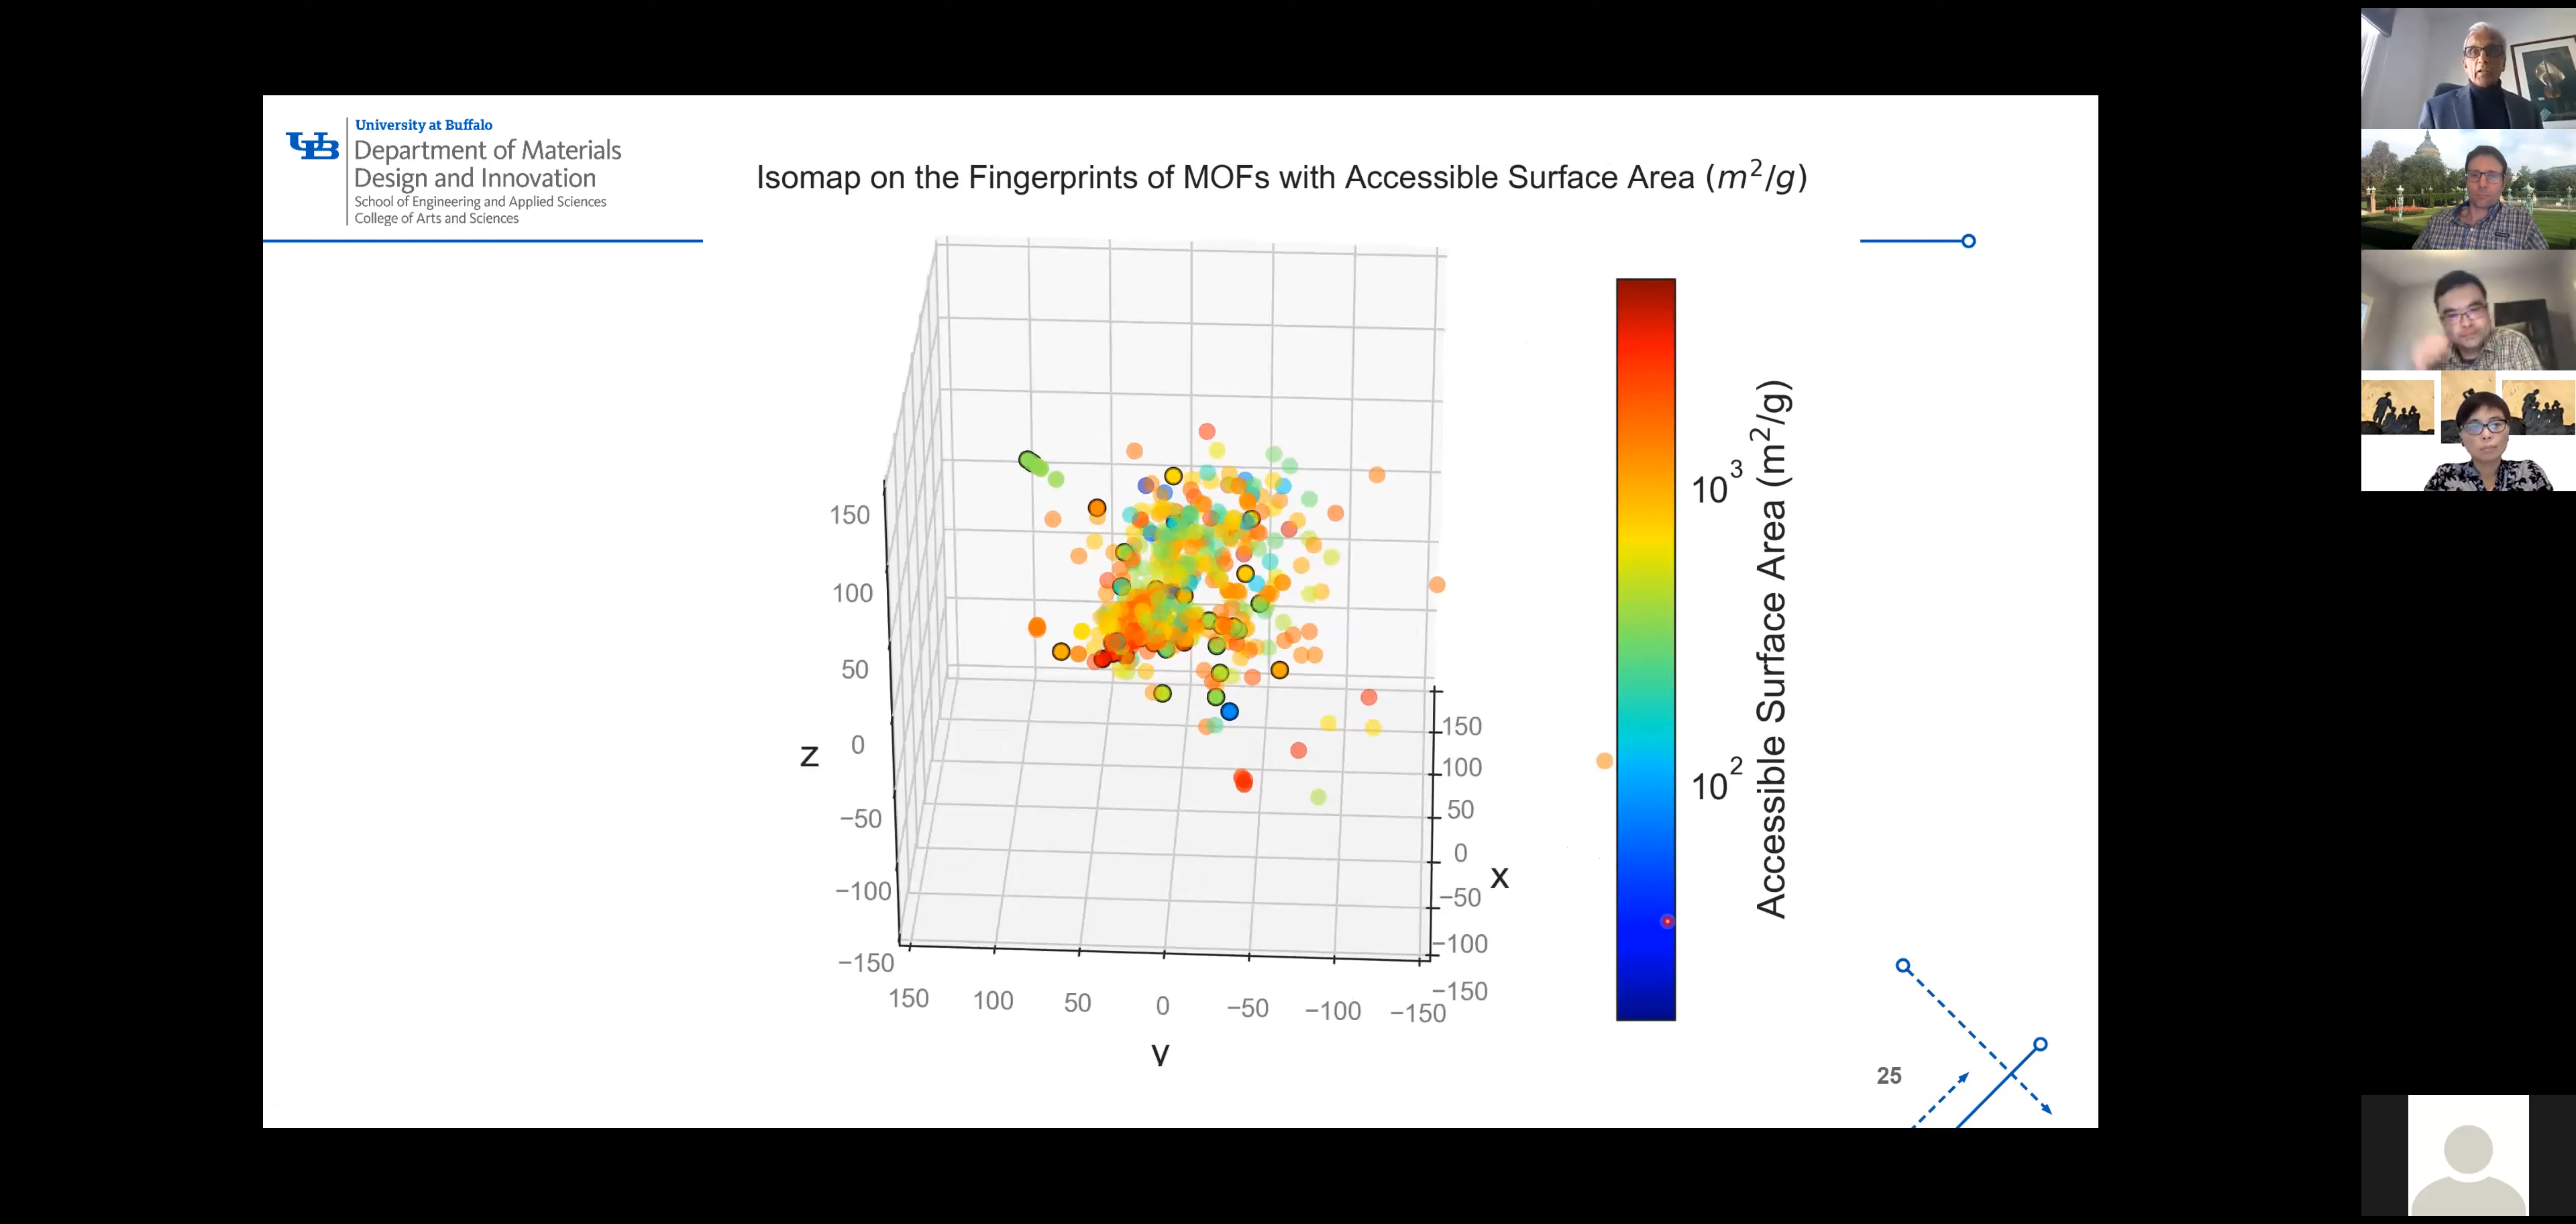 University at Buffalo
UB
Department of Materials
Design and Innovation
School of Engineering and Applied Sciences
College of Arts and Sciences
Isomap on the Fingerprints of MOFs with Accessible Surface Area (m²/g)
150
100
50
0
−50
−100
−150
z
150
100
50
0
−50
−100
−150
y
150
100
50
0
−50
−100
−150
x
10³
10²
Accessible Surface Area (m²/g)
25